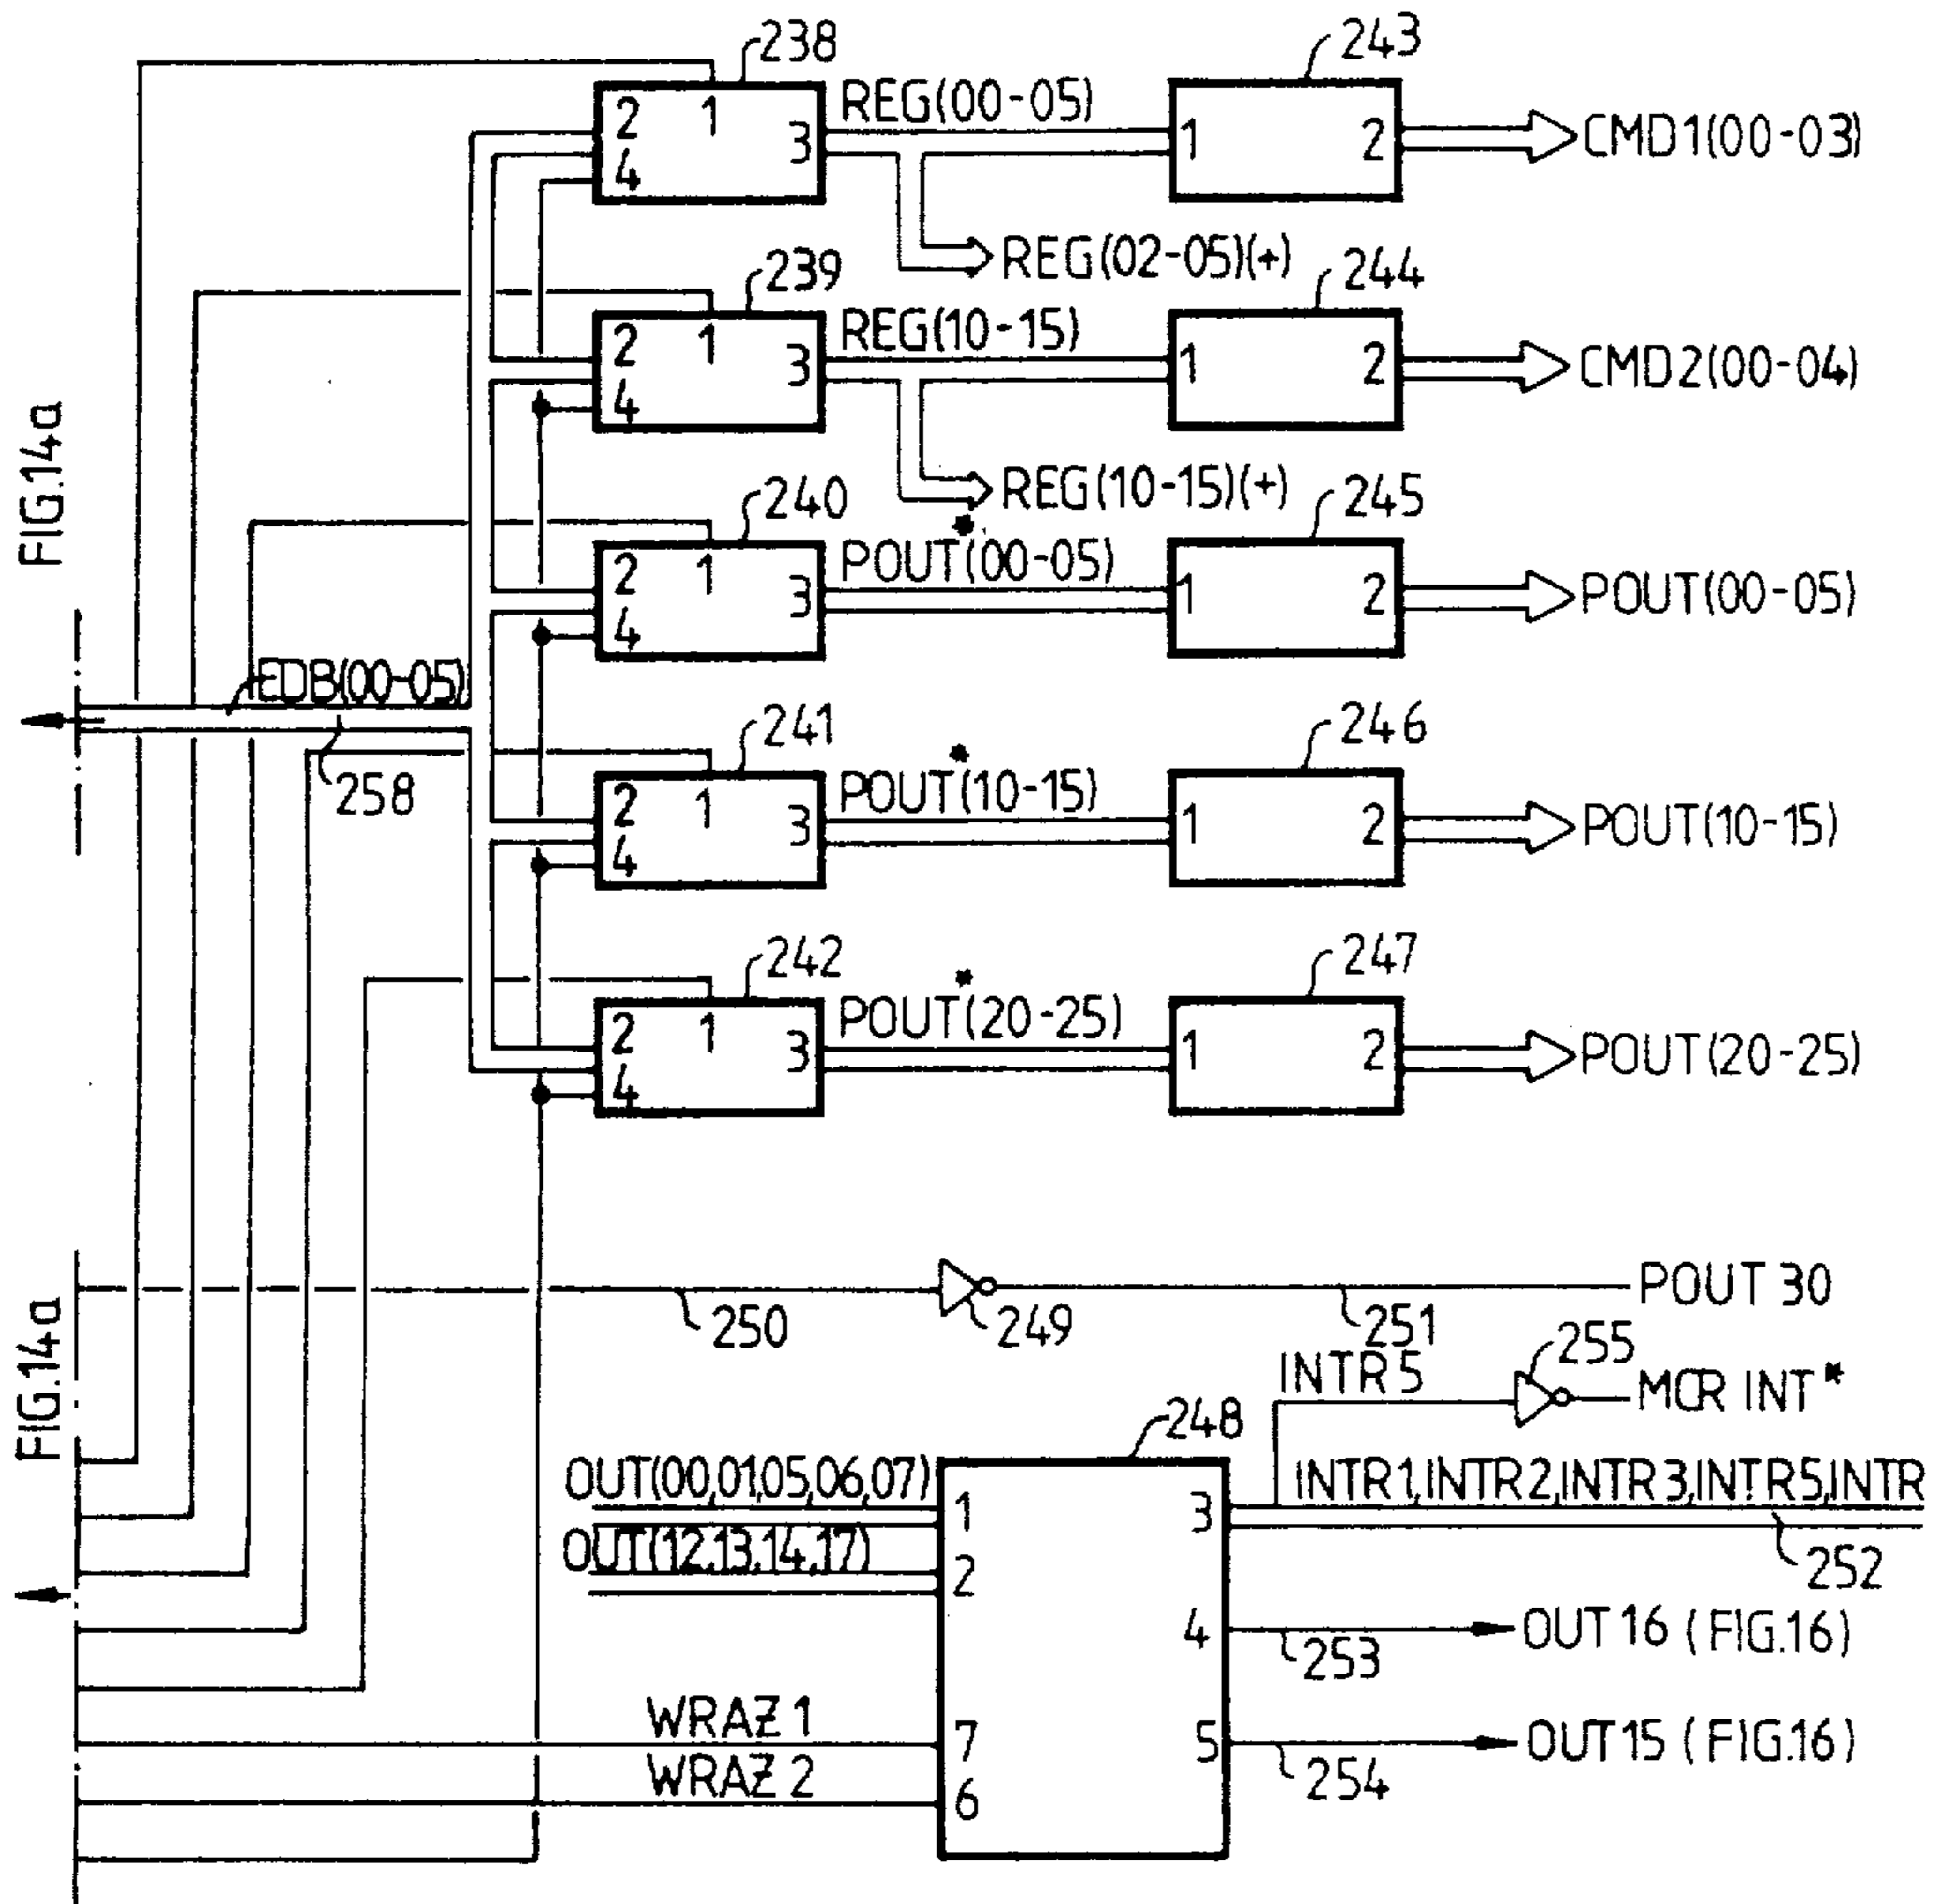 238
243
2
1
3
4
REG(00-05)
1
2
CMD1(00-03)
REG(02-05)(+)
239
244
2
1
3
4
REG(10-15)
1
2
CMD2(00-04)
REG(10-15)(+)
FIG.14a
240
245
2
1
3
4
POUT*(00-05)
1
2
POUT(00-05)
EDB(00-05)
258
241
246
2
1
3
4
POUT*(10-15)
1
2
POUT(10-15)
242
247
2
1
3
4
POUT*(20-25)
1
2
POUT(20-25)
FIG.14a
250
249
251
POUT 30
INTR 5
255
MCR INT*
248
OUT(00,01,05,06,07)
1
3
INTR1,INTR2,INTR3,INTR5,INTR
252
OUT(12,13,14,17)
2
4
253
OUT 16 (FIG.16)
WRAZ 1
7
5
254
OUT 15 (FIG.16)
WRAZ 2
6